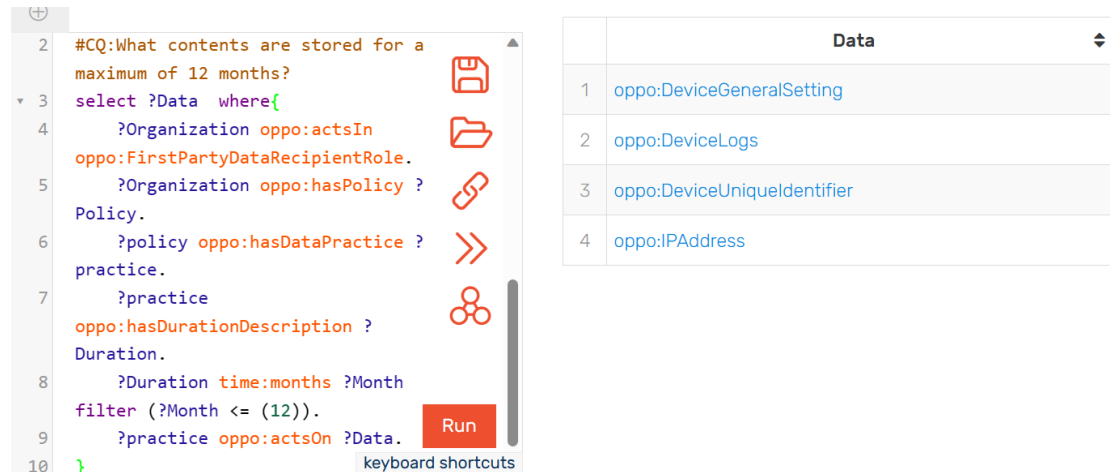 2 #CQ:What contents are stored for a
maximum of 12 months?
3 select ?Data  where{
4     ?Organization oppo:actsIn
oppo:FirstPartyDataRecipientRole.
5     ?Organization oppo:hasPolicy ?
Policy.
6     ?policy oppo:hasDataPractice ?
practice.
7     ?practice
oppo:hasDurationDescription ?
Duration.
8     ?Duration time:months ?Month
filter (?Month <= (12)).
9     ?practice oppo:actsOn ?Data.
10 }
Run
keyboard shortcuts
Data
1 oppo:DeviceGeneralSetting
2 oppo:DeviceLogs
3 oppo:DeviceUniqueIdentifier
4 oppo:IPAddress